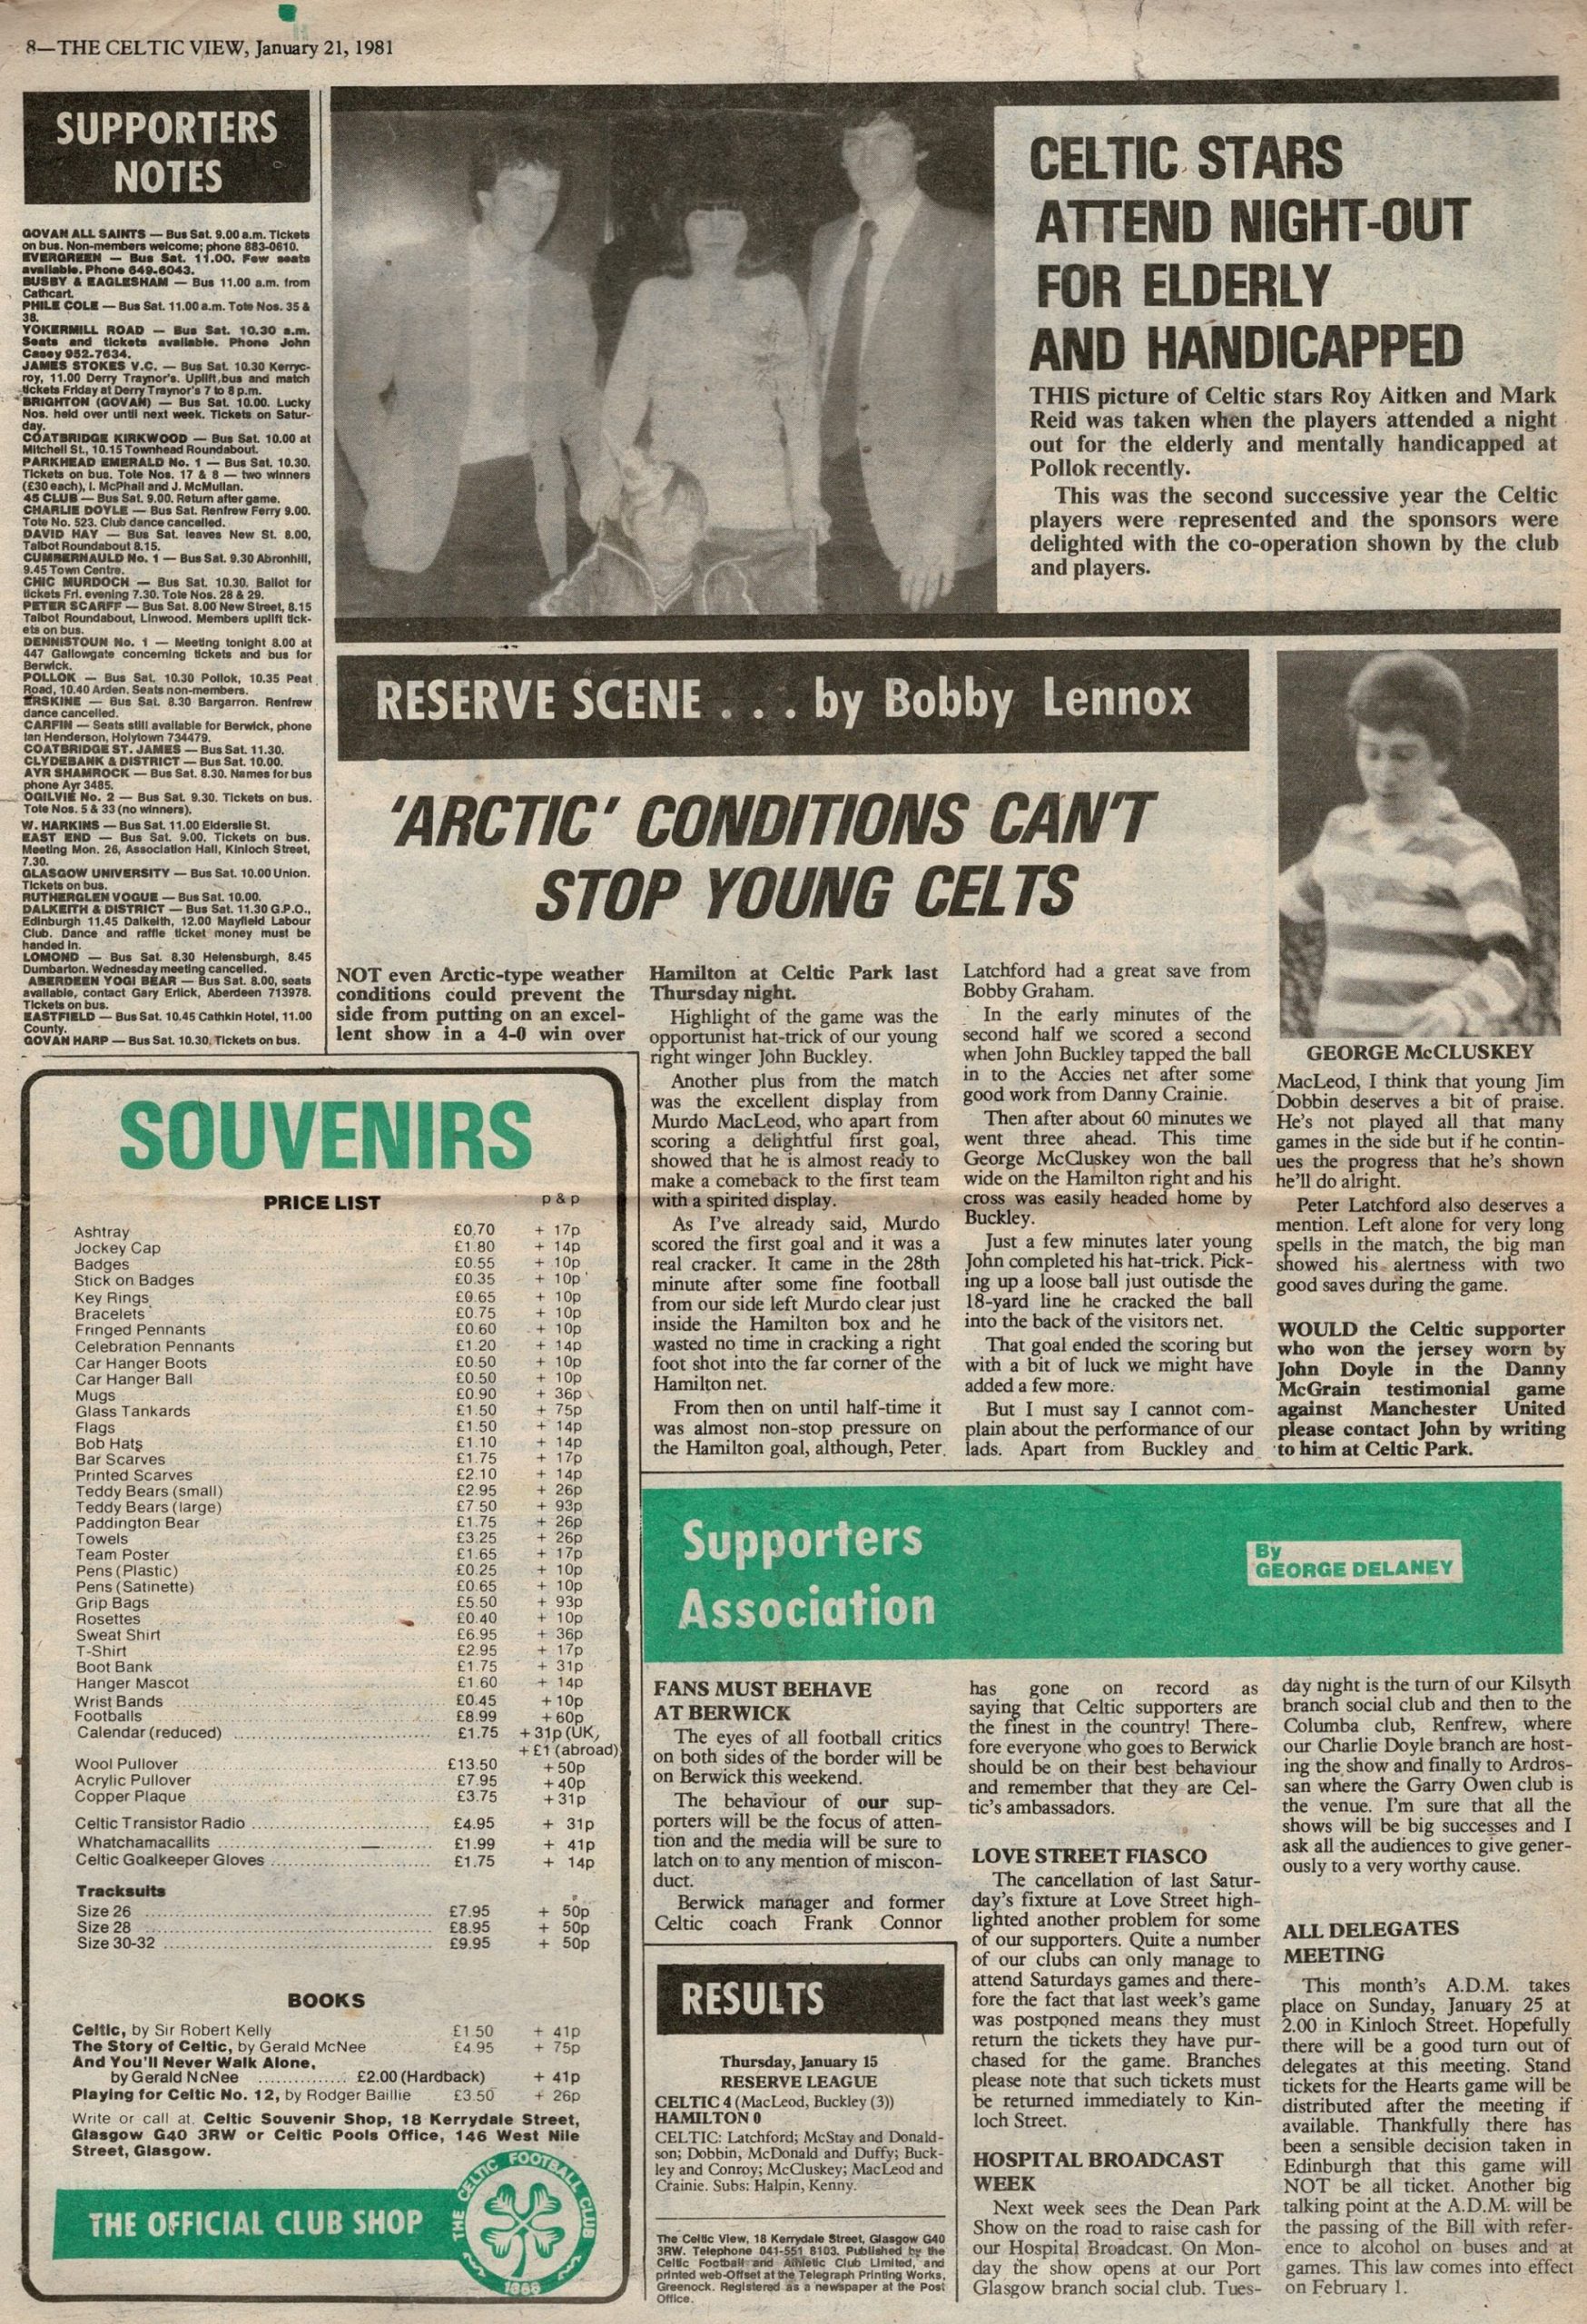 8—THE CELTIC VIEW, January 21, 1981
SUPPORTERS
NOTES
GOVAN ALL SAINTS — Bus Sat. 9.00 a.m. Tickets
on bus. Non-members welcome; phone 883-0610.
EVERGREEN — Bus Sat. 11.00. Few seats
available. Phone 649-6043.
BUSBY & EAGLESHAM — Bus 11.00 a.m. from
Cathcart.
PHILE COLE — Bus Sat. 11.00 a.m. Tote Nos. 35 &
38.
YOKERMILL ROAD — Bus Sat. 10.30 a.m.
Seats and tickets available. Phone John
Casey 952-7634.
JAMES STOKES V.C. — Bus Sat. 10.30 Kerryc-
roy, 11.00 Derry Traynor's. Uplift bus and match
tickets Friday at Derry Traynor's 7 to 8 p.m.
BRIGHTON (GOVAN) — Bus Sat. 10.00. Lucky
Nos. held over until next week. Tickets on Satur-
day.
COATBRIDGE KIRKWOOD — Bus Sat. 10.00 at
Mitchell St., 10.15 Townhead Roundabout.
PARKHEAD EMERALD No. 1 — Bus Sat. 10.30.
Tickets on bus. Tote Nos. 17 & 8 — two winners
(£30 each), I. McPhail and J. McMullan.
45 CLUB — Bus Sat. 9.00. Return after game.
CHARLIE DOYLE — Bus Sat. Renfrew Ferry 9.00.
Tote No. 523. Club dance cancelled.
DAVID HAY — Bus Sat. leaves New St. 8.00,
Talbot Roundabout 8.15.
CUMBERNAULD No. 1 — Bus Sat. 9.30 Abronhill,
9.45 Town Centre.
CHIC MURDOCH — Bus Sat. 10.30. Ballot for
tickets Fri. evening 7.30. Tote Nos. 28 & 29.
PETER SCARFF — Bus Sat. 8.00 New Street, 8.15
Talbot Roundabout, Linwood. Members uplift tick-
ets on bus.
DENNISTOUN No. 1 — Meeting tonight 8.00 at
447 Gallowgate concerning tickets and bus for
Berwick.
POLLOK — Bus Sat. 10.30 Pollok, 10.35 Peat
Road, 10.40 Arden. Seats non-members.
ERSKINE — Bus Sat. 8.30 Bargarron. Renfrew
dance cancelled.
CARFIN — Seats still available for Berwick, phone
Ian Henderson, Holytown 734479.
COATBRIDGE ST. JAMES — Bus Sat. 11.30.
CLYDEBANK & DISTRICT — Bus Sat. 10.00.
AYR SHAMROCK — Bus Sat. 8.30. Names for bus
phone Ayr 3485.
OGILVIE No. 2 — Bus Sat. 9.30. Tickets on bus.
Tote Nos. 5 & 33 (no winners).
W. HARKINS — Bus Sat. 11.00 Elderslie St.
EAST END — Bus Sat. 9.00. Tickets on bus.
Meeting Mon. 26, Association Hall, Kinloch Street,
7.30.
GLASGOW UNIVERSITY — Bus Sat. 10.00 Union.
Tickets on bus.
RUTHERGLEN VOGUE — Bus Sat. 10.00.
DALKEITH & DISTRICT — Bus Sat. 11.30 G.P.O.,
Edinburgh 11.45 Dalkeith, 12.00 Mayfield Labour
Club. Dance and raffle ticket money must be
handed in.
LOMOND — Bus Sat. 8.30 Helensburgh, 8.45
Dumbarton. Wednesday meeting cancelled.
ABERDEEN YOGI BEAR — Bus Sat. 8.00, seats
available, contact Gary Erlick, Aberdeen 713978.
Tickets on bus.
EASTFIELD — Bus Sat. 10.45 Cathkin Hotel, 11.00
County.
GOVAN HARP — Bus Sat. 10.30. Tickets on bus.
CELTIC STARS
ATTEND NIGHT-OUT
FOR ELDERLY
AND HANDICAPPED
THIS picture of Celtic stars Roy Aitken and Mark
Reid was taken when the players attended a night
out for the elderly and mentally handicapped at
Pollok recently.
This was the second successive year the Celtic
players were represented and the sponsors were
delighted with the co-operation shown by the club
and players.
RESERVE SCENE . . . by Bobby Lennox
'ARCTIC' CONDITIONS CAN'T
STOP YOUNG CELTS
NOT even Arctic-type weather
conditions could prevent the
side from putting on an excel-
lent show in a 4-0 win over
Hamilton at Celtic Park last
Thursday night.
Highlight of the game was the
opportunist hat-trick of our young
right winger John Buckley.
Another plus from the match
was the excellent display from
Murdo MacLeod, who apart from
scoring a delightful first goal,
showed that he is almost ready to
make a comeback to the first team
with a spirited display.
As I've already said, Murdo
scored the first goal and it was a
real cracker. It came in the 28th
minute after some fine football
from our side left Murdo clear just
inside the Hamilton box and he
wasted no time in cracking a right
foot shot into the far corner of the
Hamilton net.
From then on until half-time it
was almost non-stop pressure on
the Hamilton goal, although, Peter
Latchford had a great save from
Bobby Graham.
In the early minutes of the
second half we scored a second
when John Buckley tapped the ball
in to the Accies net after some
good work from Danny Crainie.
Then after about 60 minutes we
went three ahead. This time
George McCluskey won the ball
wide on the Hamilton right and his
cross was easily headed home by
Buckley.
Just a few minutes later young
John completed his hat-trick. Pick-
ing up a loose ball just outisde the
18-yard line he cracked the ball
into the back of the visitors net.
That goal ended the scoring but
with a bit of luck we might have
added a few more.
But I must say I cannot com-
plain about the performance of our
lads. Apart from Buckley and
GEORGE McCLUSKEY
MacLeod, I think that young Jim
Dobbin deserves a bit of praise.
He's not played all that many
games in the side but if he contin-
ues the progress that he's shown
he'll do alright.
Peter Latchford also deserves a
mention. Left alone for very long
spells in the match, the big man
showed his alertness with two
good saves during the game.
WOULD the Celtic supporter
who won the jersey worn by
John Doyle in the Danny
McGrain testimonial game
against Manchester United
please contact John by writing
to him at Celtic Park.
SOUVENIRS
PRICE LIST p & p
Ashtray £0.70 + 17p
Jockey Cap £1.80 + 14p
Badges £0.55 + 10p
Stick on Badges £0.35 + 10p
Key Rings £0.65 + 10p
Bracelets £0.75 + 10p
Fringed Pennants £0.60 + 10p
Celebration Pennants £1.20 + 14p
Car Hanger Boots £0.50 + 10p
Car Hanger Ball £0.50 + 10p
Mugs £0.90 + 36p
Glass Tankards £1.50 + 75p
Flags £1.50 + 14p
Bob Hats £1.10 + 14p
Bar Scarves £1.75 + 17p
Printed Scarves £2.10 + 14p
Teddy Bears (small) £2.95 + 26p
Teddy Bears (large) £7.50 + 93p
Paddington Bear £1.75 + 26p
Towels £3.25 + 26p
Team Poster £1.65 + 17p
Pens (Plastic) £0.25 + 10p
Pens (Satinette) £0.65 + 10p
Grip Bags £5.50 + 93p
Rosettes £0.40 + 10p
Sweat Shirt £6.95 + 36p
T-Shirt £2.95 + 17p
Boot Bank £1.75 + 31p
Hanger Mascot £1.60 + 14p
Wrist Bands £0.45 + 10p
Footballs £8.99 + 60p
Calendar (reduced) £1.75 + 31p (UK,
+ £1 (abroad)
Wool Pullover £13.50 + 50p
Acrylic Pullover £7.95 + 40p
Copper Plaque £3.75 + 31p
Celtic Transistor Radio £4.95 + 31p
Whatchamacallits £1.99 + 41p
Celtic Goalkeeper Gloves £1.75 + 14p
Tracksuits
Size 26 £7.95 + 50p
Size 28 £8.95 + 50p
Size 30-32 £9.95 + 50p
BOOKS
Celtic, by Sir Robert Kelly £1.50 + 41p
The Story of Celtic, by Gerald McNee £4.95 + 75p
And You'll Never Walk Alone,
by Gerald NcNee £2.00 (Hardback) + 41p
Playing for Celtic No. 12, by Rodger Baillie £3.50 + 26p
Write or call at. Celtic Souvenir Shop, 18 Kerrydale Street,
Glasgow G40 3RW or Celtic Pools Office, 146 West Nile
Street, Glasgow.
THE OFFICIAL CLUB SHOP
THE CELTIC FOOTBALL CLUB
1888
Supporters
Association
By
GEORGE DELANEY
FANS MUST BEHAVE
AT BERWICK
The eyes of all football critics
on both sides of the border will be
on Berwick this weekend.
The behaviour of our sup-
porters will be the focus of atten-
tion and the media will be sure to
latch on to any mention of miscon-
duct.
Berwick manager and former
Celtic coach Frank Connor
has gone on record as
saying that Celtic supporters are
the finest in the country! There-
fore everyone who goes to Berwick
should be on their best behaviour
and remember that they are Cel-
tic's ambassadors.
LOVE STREET FIASCO
The cancellation of last Satur-
day's fixture at Love Street high-
lighted another problem for some
of our supporters. Quite a number
of our clubs can only manage to
attend Saturdays games and there-
fore the fact that last week's game
was postponed means they must
return the tickets they have pur-
chased for the game. Branches
please note that such tickets must
be returned immediately to Kin-
loch Street.
HOSPITAL BROADCAST
WEEK
Next week sees the Dean Park
Show on the road to raise cash for
our Hospital Broadcast. On Mon-
day the show opens at our Port
Glasgow branch social club. Tues-
day night is the turn of our Kilsyth
branch social club and then to the
Columba club, Renfrew, where
our Charlie Doyle branch are host-
ing the show and finally to Ardros-
san where the Garry Owen club is
the venue. I'm sure that all the
shows will be big successes and I
ask all the audiences to give gener-
ously to a very worthy cause.
ALL DELEGATES
MEETING
This month's A.D.M. takes
place on Sunday, January 25 at
2.00 in Kinloch Street. Hopefully
there will be a good turn out of
delegates at this meeting. Stand
tickets for the Hearts game will be
distributed after the meeting if
available. Thankfully there has
been a sensible decision taken in
Edinburgh that this game will
NOT be all ticket. Another big
talking point at the A.D.M. will be
the passing of the Bill with refer-
ence to alcohol on buses and at
games. This law comes into effect
on February 1.
RESULTS
Thursday, January 15
RESERVE LEAGUE
CELTIC 4 (MacLeod, Buckley (3))
HAMILTON 0
CELTIC: Latchford; McStay and Donald-
son; Dobbin, McDonald and Duffy; Buck-
ley and Conroy; McCluskey; MacLeod and
Crainie. Subs: Halpin, Kenny.
The Celtic View, 18 Kerrydale Street, Glasgow G40
3RW. Telephone 041-551 8103. Published by the
Celtic Football and Athletic Club Limited, and
printed web-Offset at the Telegraph Printing Works,
Greenock. Registered as a newspaper at the Post
Office.